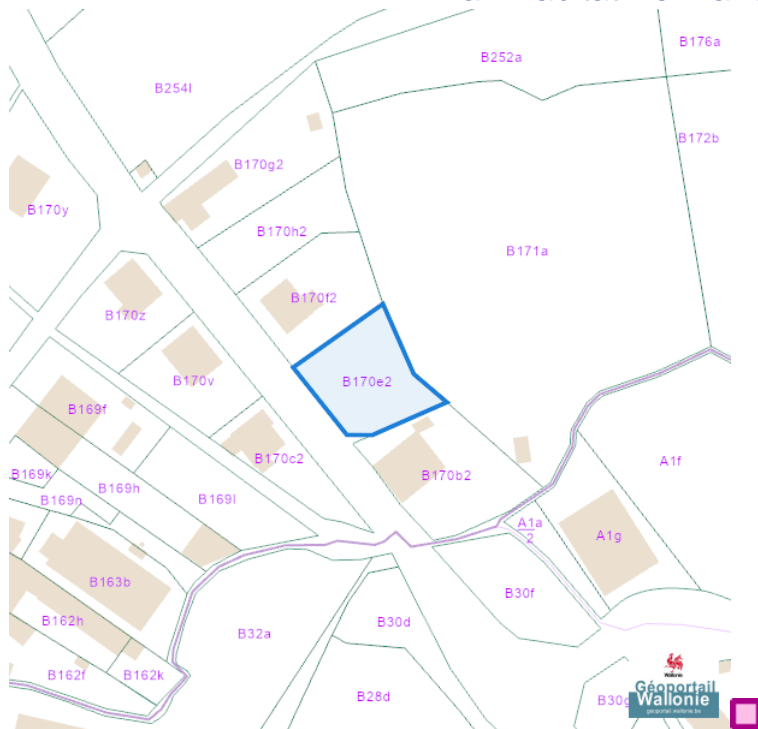 B176a
B252a
B254l
B172b
B170g2
B170y
B170h2
B171a
B170f2
B170z
B170e2
B170v
B169f
B170c2
A1f
B169k
B169h
B170b2
B169n
B169l
A1a
2
A1g
B163b
B30f
B162h
B32a
B30d
B162f
B162k
B28d
B30g
Wallonie
Géoportail
Wallonie
geoportail.wallonie.be